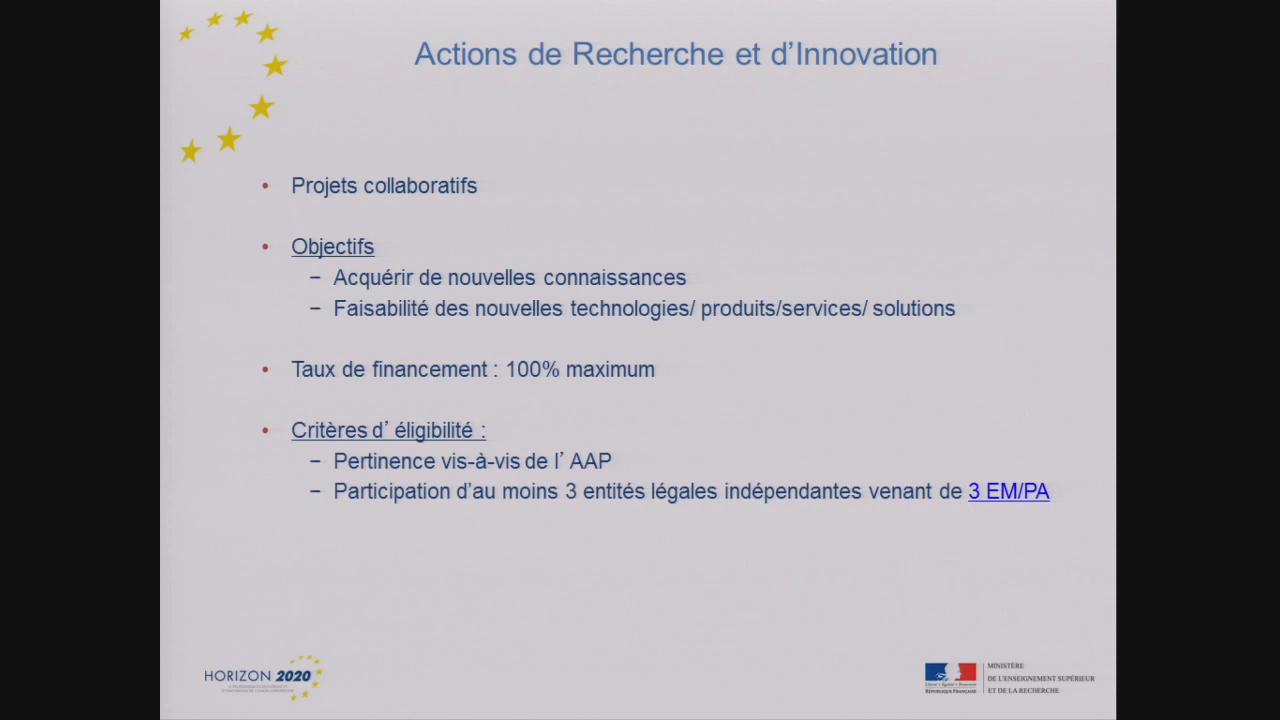 Actions de Recherche et d’Innovation
• Projets collaboratifs
• Objectifs
− Acquérir de nouvelles connaissances
− Faisabilité des nouvelles technologies/ produits/services/ solutions
• Taux de financement : 100% maximum
• Critères d’ éligibilité :
− Pertinence vis-à-vis de l’ AAP
− Participation d’au moins 3 entités légales indépendantes venant de 3 EM/PA
HORIZON 2020
RÉPUBLIQUE FRANÇAISE
MINISTÈRE
DE L’ENSEIGNEMENT SUPÉRIEUR
ET DE LA RECHERCHE